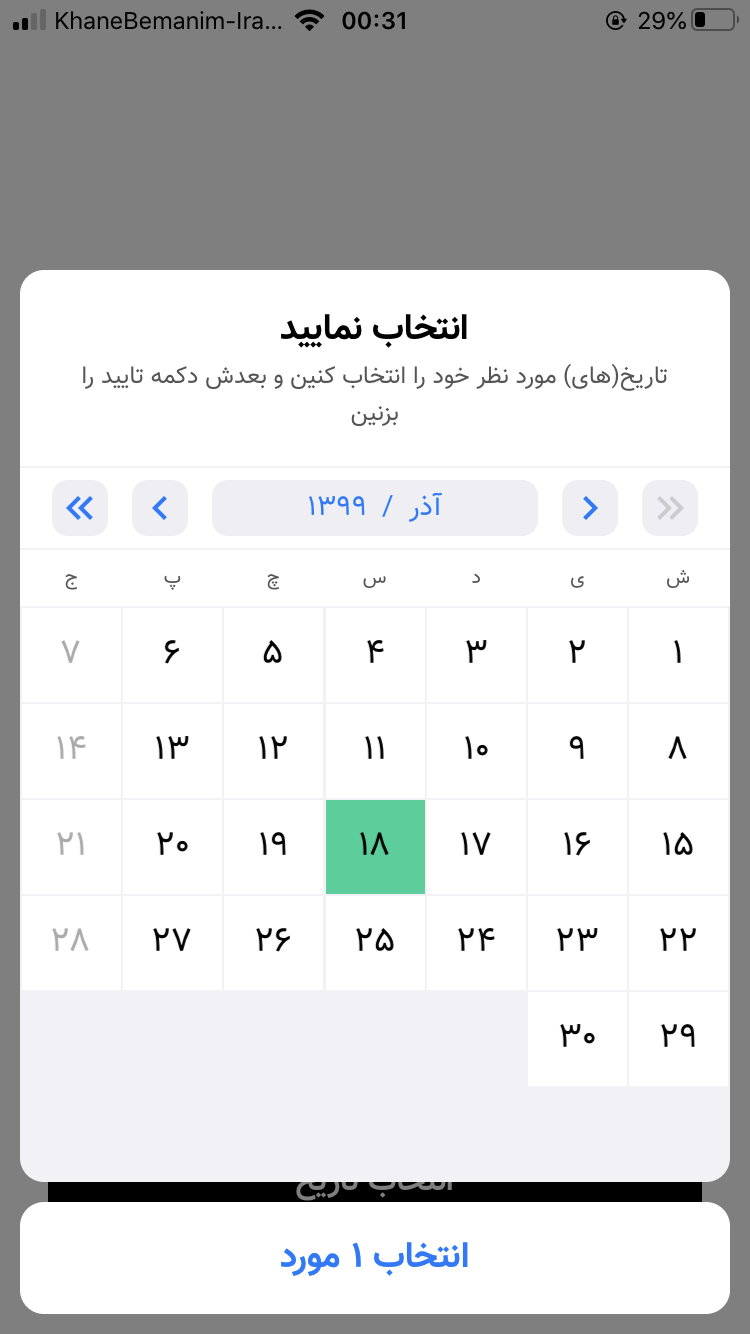 KhaneBemanim-Ira... 00:31 29%
انتخاب نمایید
تاریخ(های) مورد نظر خود را انتخاب کنین و بعدش دکمه تایید را
بزنین
آذر / ۱۳۹۹
ش ی د س چ پ ج
۱ ۲ ۳ ۴ ۵ ۶ ۷
۸ ۹ ۱۰ ۱۱ ۱۲ ۱۳ ۱۴
۱۵ ۱۶ ۱۷ ۱۸ ۱۹ ۲۰ ۲۱
۲۲ ۲۳ ۲۴ ۲۵ ۲۶ ۲۷ ۲۸
۲۹ ۳۰
انتخاب تاریخ
انتخاب ۱ مورد